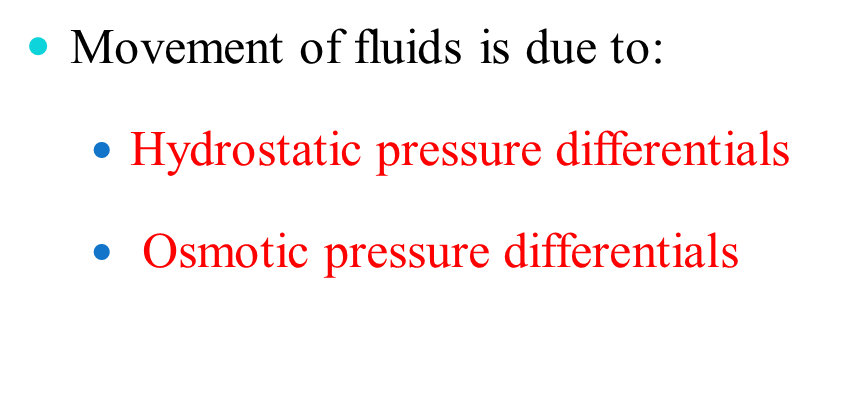 • Movement of fluids is due to:
• Hydrostatic pressure differentials
• Osmotic pressure differentials